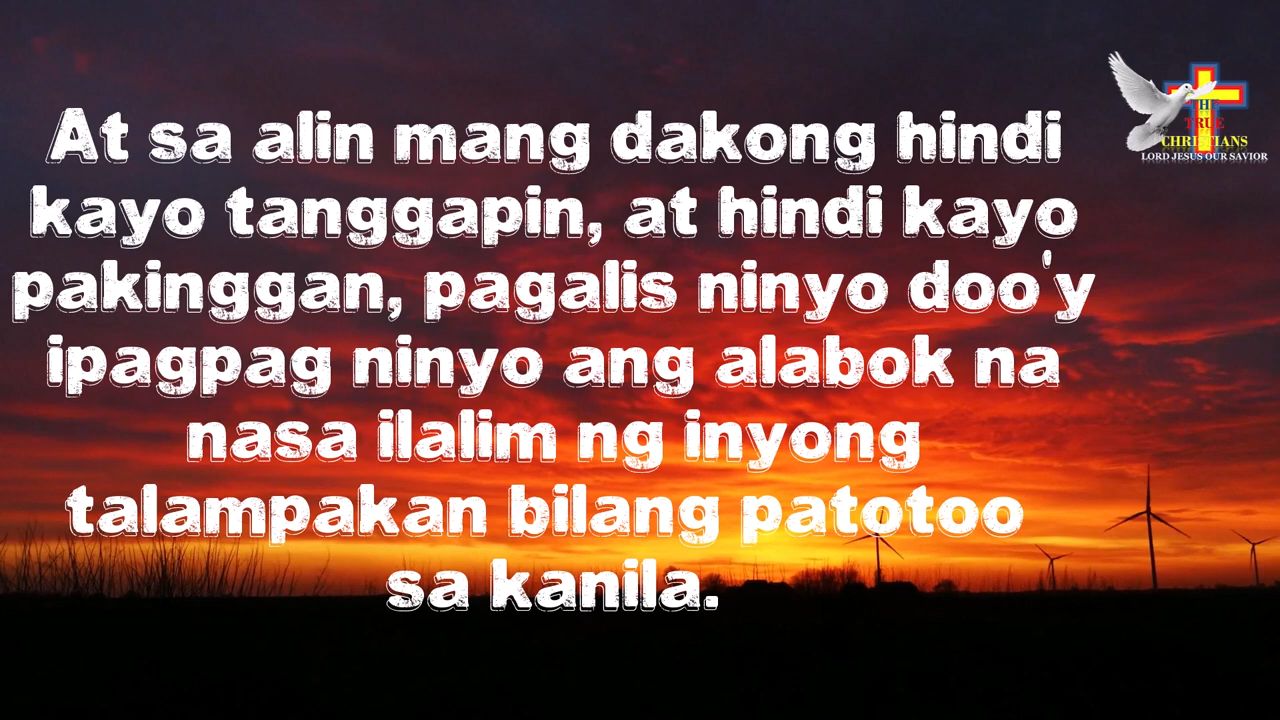 At sa alin mang dakong hindi
kayo tanggapin, at hindi kayo
pakinggan, pagalis ninyo doo'y
ipagpag ninyo ang alabok na
nasa ilalim ng inyong
talampakan bilang patotoo
sa kanila.
THE
TRUE
CHRISTIANS
LORD JESUS OUR SAVIOR